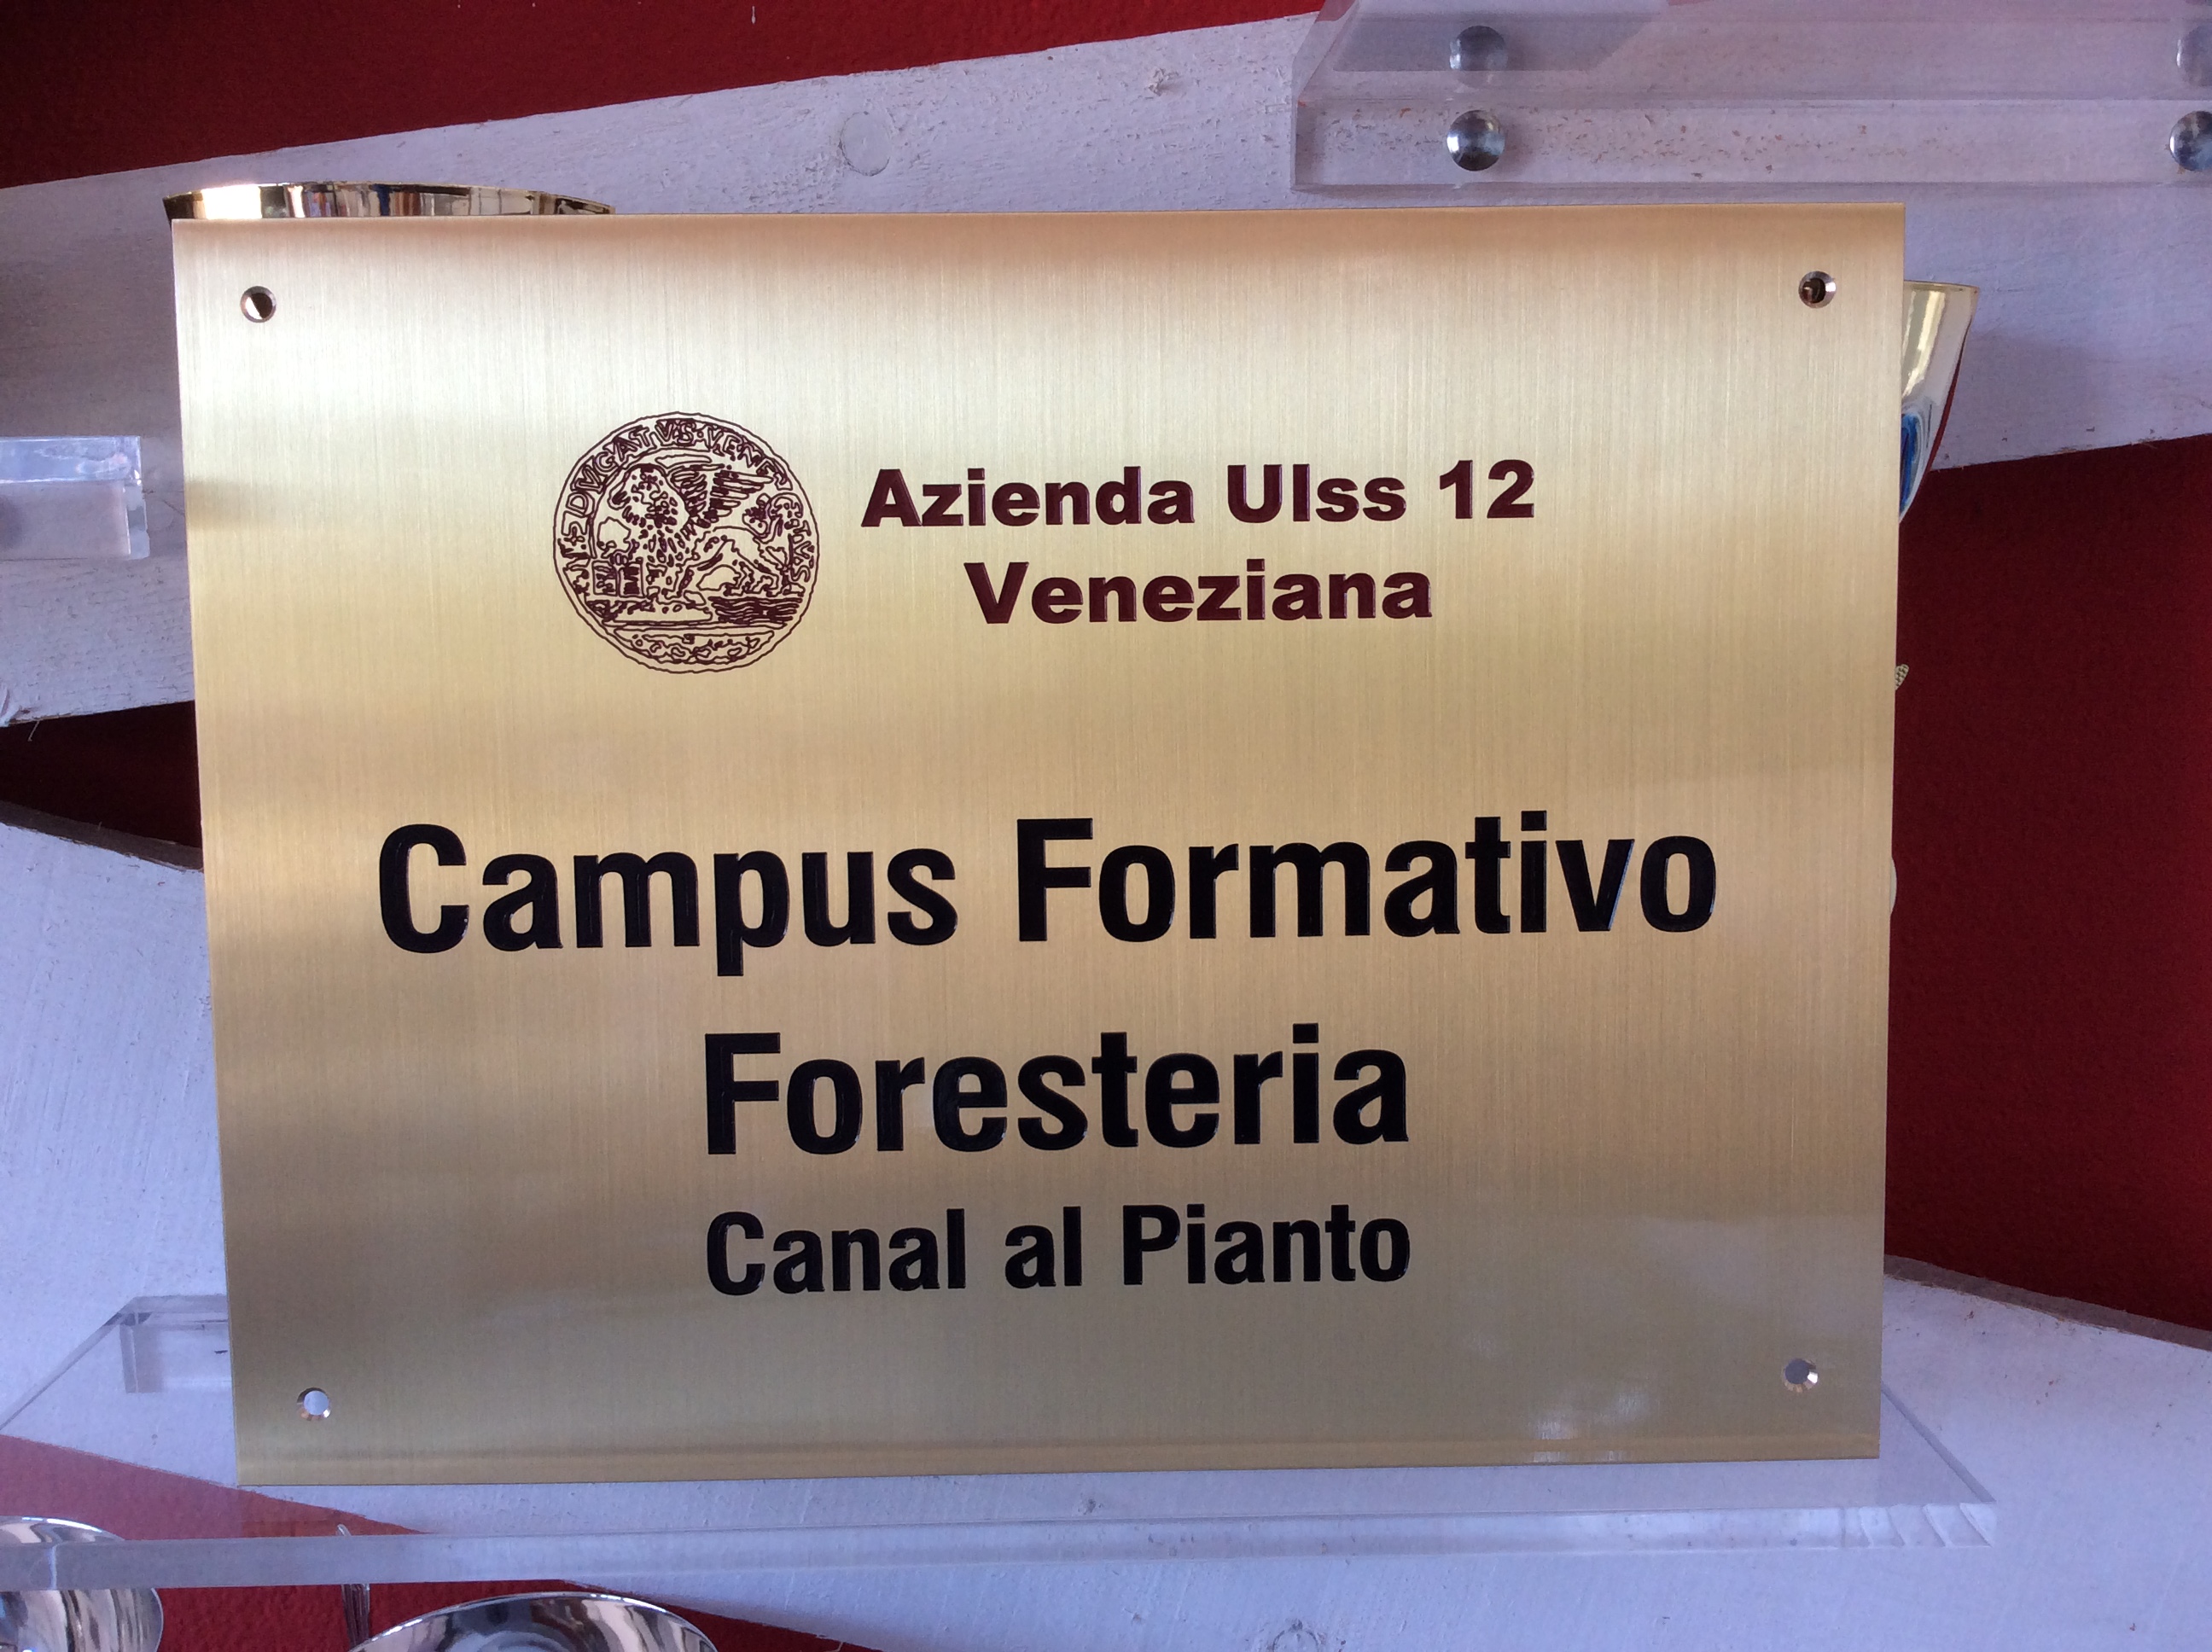 Azienda Ulss 12
Veneziana
Campus Formativo
Foresteria
Canal al Pianto